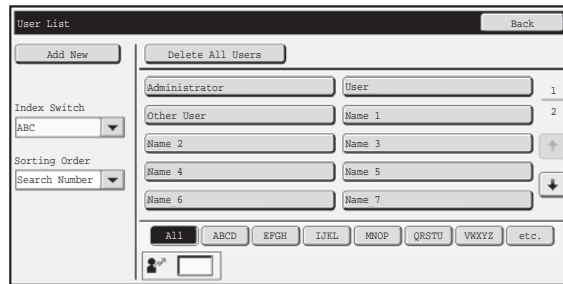 User List
Back
Add New
Delete All Users
Administrator
User
1
Index Switch
Other User
Name 1
2
ABC
Name 2
Name 3
Sorting Order
Name 4
Name 5
Search Number
Name 6
Name 7
All
ABCD
EFGH
IJKL
MNOP
QRSTU
VWXYZ
etc.